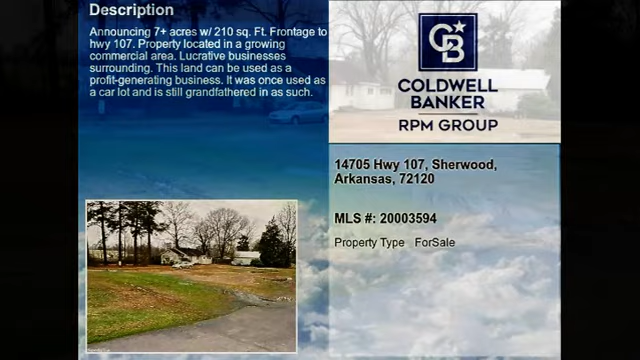 Description
Announcing 7+ acres w/ 210 sq. Ft. Frontage to
hwy 107. Property located in a growing
commercial area. Lucrative businesses
surrounding. This land can be used as a
profit-generating business. It was once used as
a car lot and is still grandfathered in as such.
CB
COLDWELL
BANKER
RPM GROUP
14705 Hwy 107, Sherwood,
Arkansas, 72120
MLS #: 20003594
Property Type ForSale